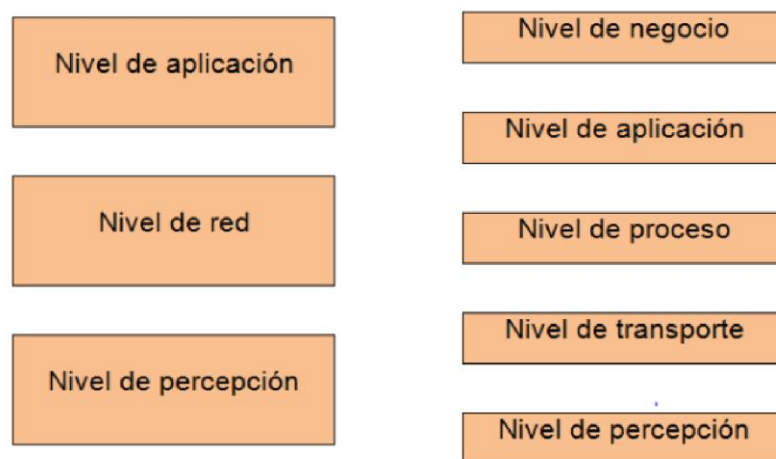 Nivel de aplicación
Nivel de red
Nivel de percepción
Nivel de negocio
Nivel de aplicación
Nivel de proceso
Nivel de transporte
Nivel de percepción